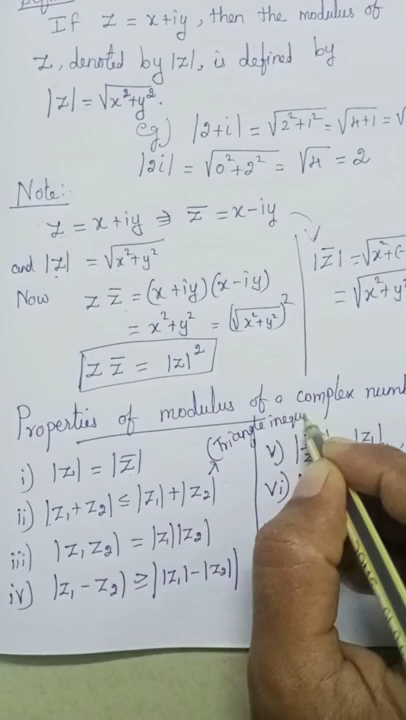 If z = x+iy, then the modulus of
z, denoted by |z|, is defined by
|z| = √x²+y².
eg) |2+i| = √2²+1² = √4+1 = √
|2i| = √0²+2² = √4 = 2
Note:-
z = x+iy ⇒ z̄ = x-iy
and |z| = √x²+y²
|z̄| = √x²+(-
= √x²+y²
Now z z̄ = (x+iy)(x-iy)
= x²+y² = (√x²+y²)²
z z̄ = |z|²
Properties of modulus of a complex num
i) |z| = |z̄|
ii) |z₁+z₂| ≤ |z₁|+|z₂| (Triangle inequ
iii) |z₁z₂| = |z₁||z₂|
iv) |z₁-z₂| ≥ ||z₁|-|z₂||
v) |z₁|
vi)